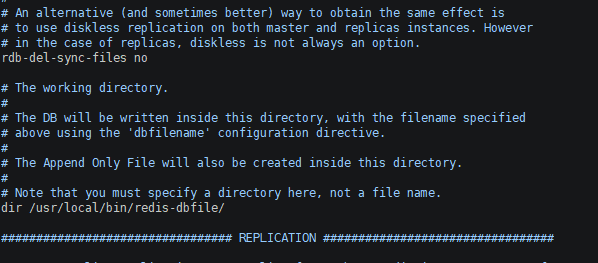 #
# An alternative (and sometimes better) way to obtain the same effect is
# to use diskless replication on both master and replicas instances. However
# in the case of replicas, diskless is not always an option.
rdb-del-sync-files no
# The working directory.
#
# The DB will be written inside this directory, with the filename specified
# above using the 'dbfilename' configuration directive.
#
# The Append Only File will also be created inside this directory.
#
# Note that you must specify a directory here, not a file name.
dir /usr/local/bin/redis-dbfile/
################################# REPLICATION #################################